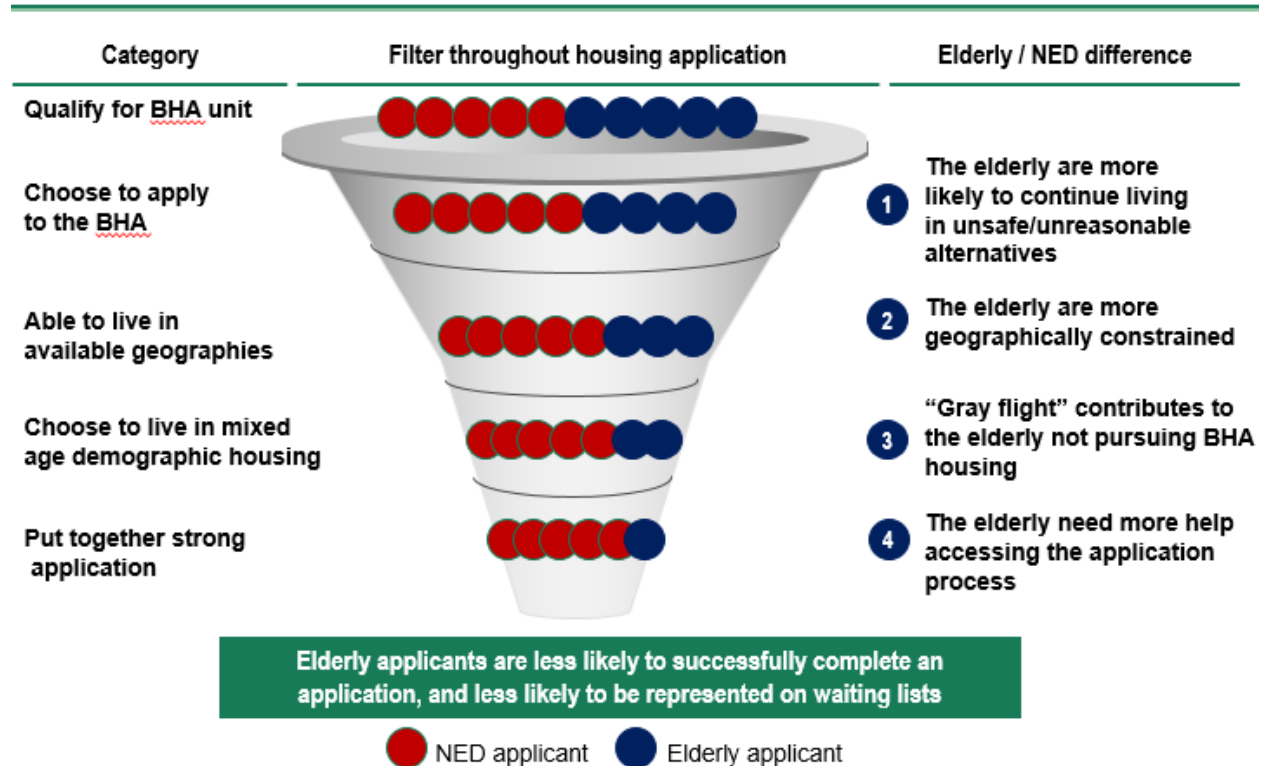 Category
Filter throughout housing application
Elderly / NED difference
Qualify for BHA unit
Choose to apply
to the BHA
1
The elderly are more
likely to continue living
in unsafe/unreasonable
alternatives
Able to live in
available geographies
2
The elderly are more
geographically constrained
Choose to live in mixed
age demographic housing
3
“Gray flight” contributes to
the elderly not pursuing BHA
housing
Put together strong
application
4
The elderly need more help
accessing the application
process
Elderly applicants are less likely to successfully complete an
application, and less likely to be represented on waiting lists
NED applicant
Elderly applicant